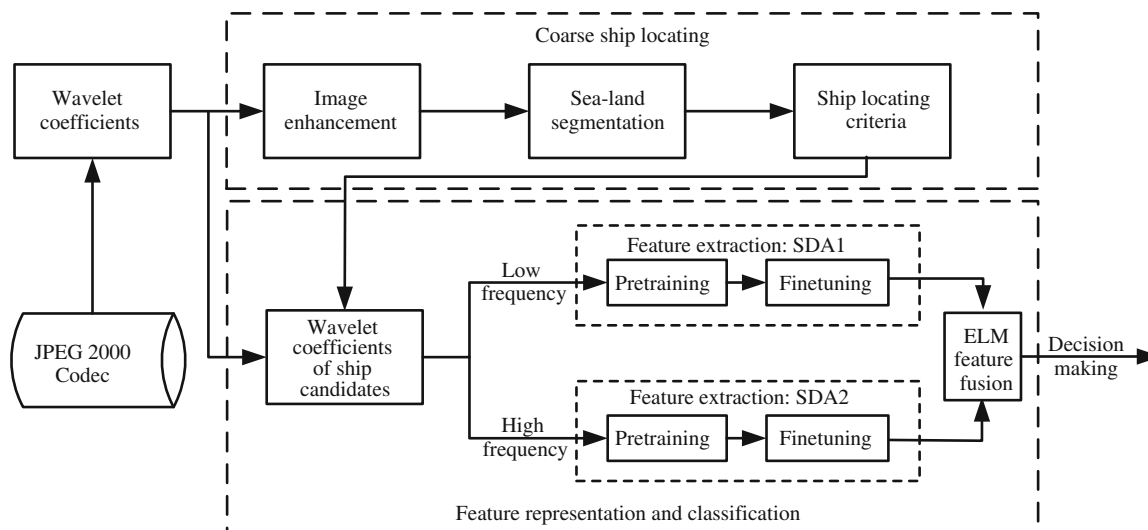 Coarse ship locating
Wavelet
coefficients
Image
enhancement
Sea-land
segmentation
Ship locating
criteria
JPEG 2000
Codec
Wavelet
coefficients
of ship
candidates
Low
frequency
Feature extraction: SDA1
Pretraining
Finetuning
High
frequency
Feature extraction: SDA2
Pretraining
Finetuning
ELM
feature
fusion
Decision
making
Feature representation and classification